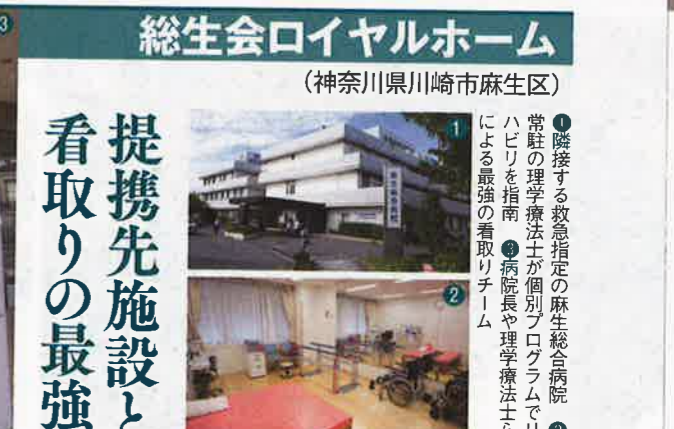 総生会ロイヤルホーム
(神奈川県川崎市麻生区)
提携先施設と
看取りの最強
❶隣接する救急指定の麻生総合病院 ❷
常駐の理学療法士が個別プログラムでリ
ハビリを指南 ❸病院長や理学療法士ら
による最強の看取りチーム
1
2
3